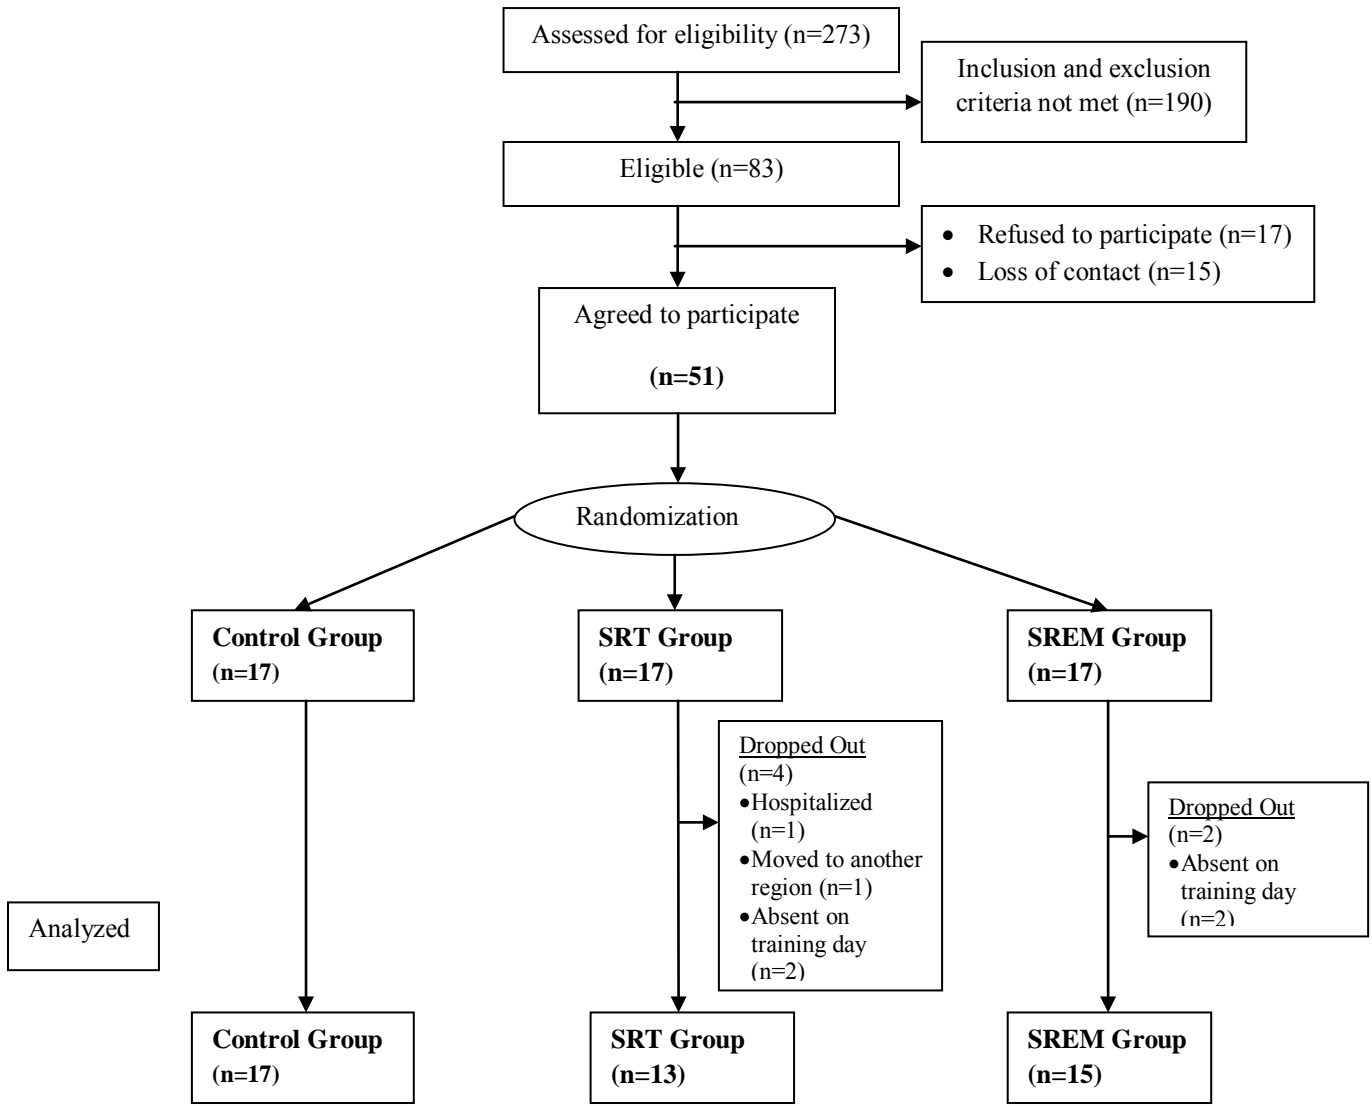 Assessed for eligibility (n=273)
Inclusion and exclusion
criteria not met (n=190)
Eligible (n=83)
• Refused to participate (n=17)
• Loss of contact (n=15)
Agreed to participate
(n=51)
Randomization
Control Group
(n=17)
SRT Group
(n=17)
SREM Group
(n=17)
Dropped Out
(n=4)
•Hospitalized
(n=1)
•Moved to another
region (n=1)
•Absent on
training day
(n=2)
Dropped Out
(n=2)
•Absent on
training day
(n=2)
Analyzed
Control Group
(n=17)
SRT Group
(n=13)
SREM Group
(n=15)